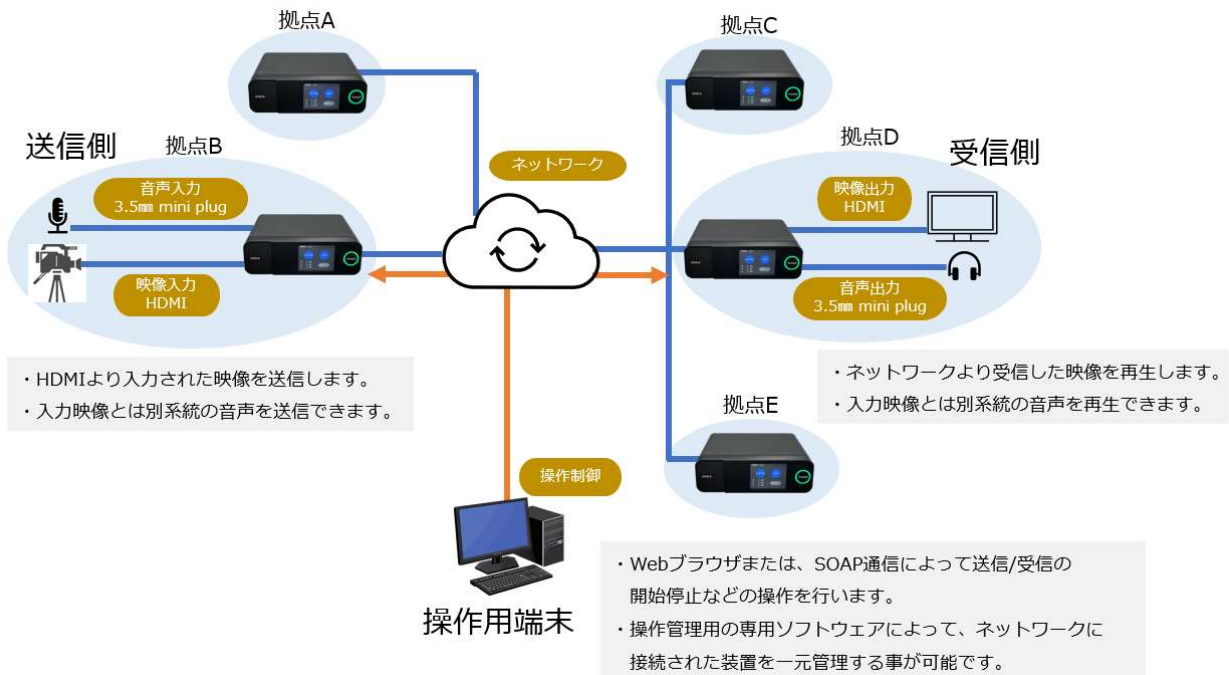 拠点A
拠点C
送信側
拠点B
ネットワーク
拠点D
受信側
音声入力
3.5㎜ mini plug
映像入力
HDMI
映像出力
HDMI
音声出力
3.5㎜ mini plug
・HDMIより入力された映像を送信します。
・入力映像とは別系統の音声を送信できます。
・ネットワークより受信した映像を再生します。
・入力映像とは別系統の音声を再生できます。
拠点E
操作制御
操作用端末
・Webブラウザまたは、SOAP通信によって送信/受信の
開始停止などの操作を行います。
・操作管理用の専用ソフトウェアによって、ネットワークに
接続された装置を一元管理する事が可能です。